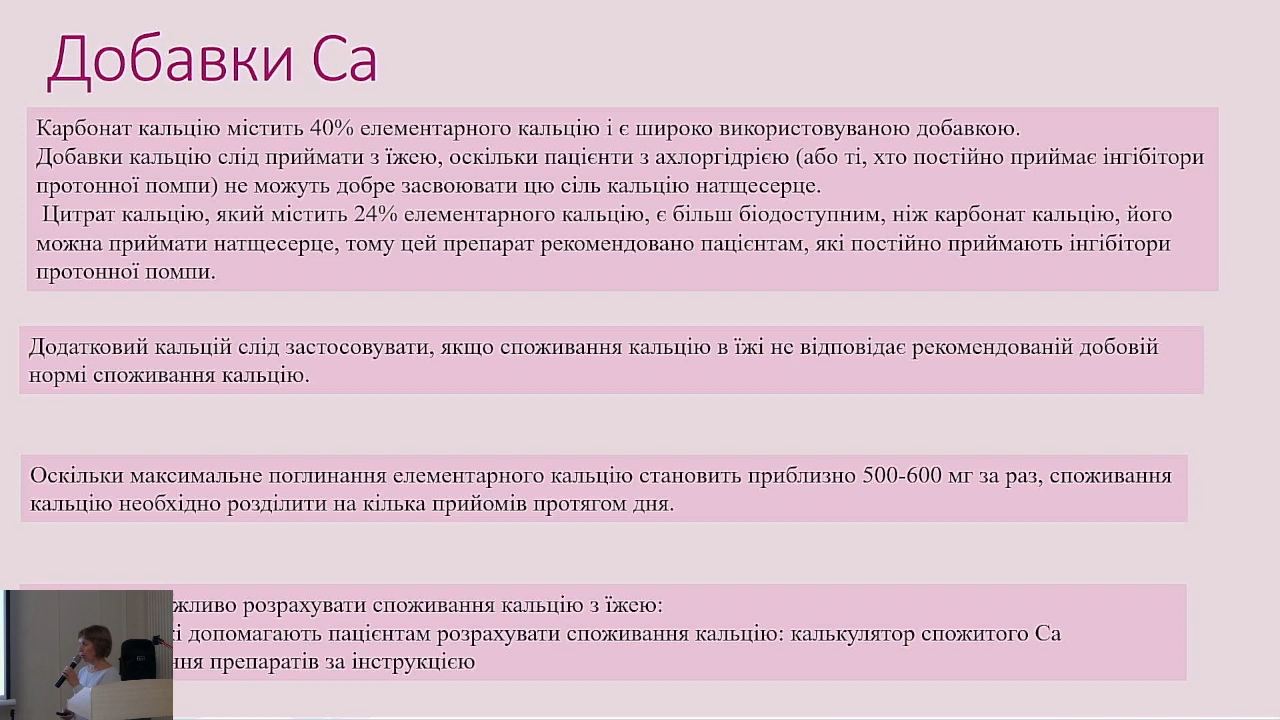 Добавки Са
Карбонат кальцію містить 40% елементарного кальцію і є широко використовуваною добавкою.
Добавки кальцію слід приймати з їжею, оскільки пацієнти з ахлоргідрією (або ті, хто постійно приймає інгібітори
протонної помпи) не можуть добре засвоювати цю сіль кальцію натщесерце.
Цитрат кальцію, який містить 24% елементарного кальцію, є більш біодоступним, ніж карбонат кальцію, його
можна приймати натщесерце, тому цей препарат рекомендовано пацієнтам, які постійно приймають інгібітори
протонної помпи.
Додатковий кальцій слід застосовувати, якщо споживання кальцію в їжі не відповідає рекомендованій добовій
нормі споживання кальцію.
Оскільки максимальне поглинання елементарного кальцію становить приблизно 500-600 мг за раз, споживання
кальцію необхідно розділити на кілька прийомів протягом дня.
розрахувати споживання кальцію з їжею:
допомагають пацієнтам розрахувати споживання кальцію: калькулятор спожитого Са
препаратів за інструкцією